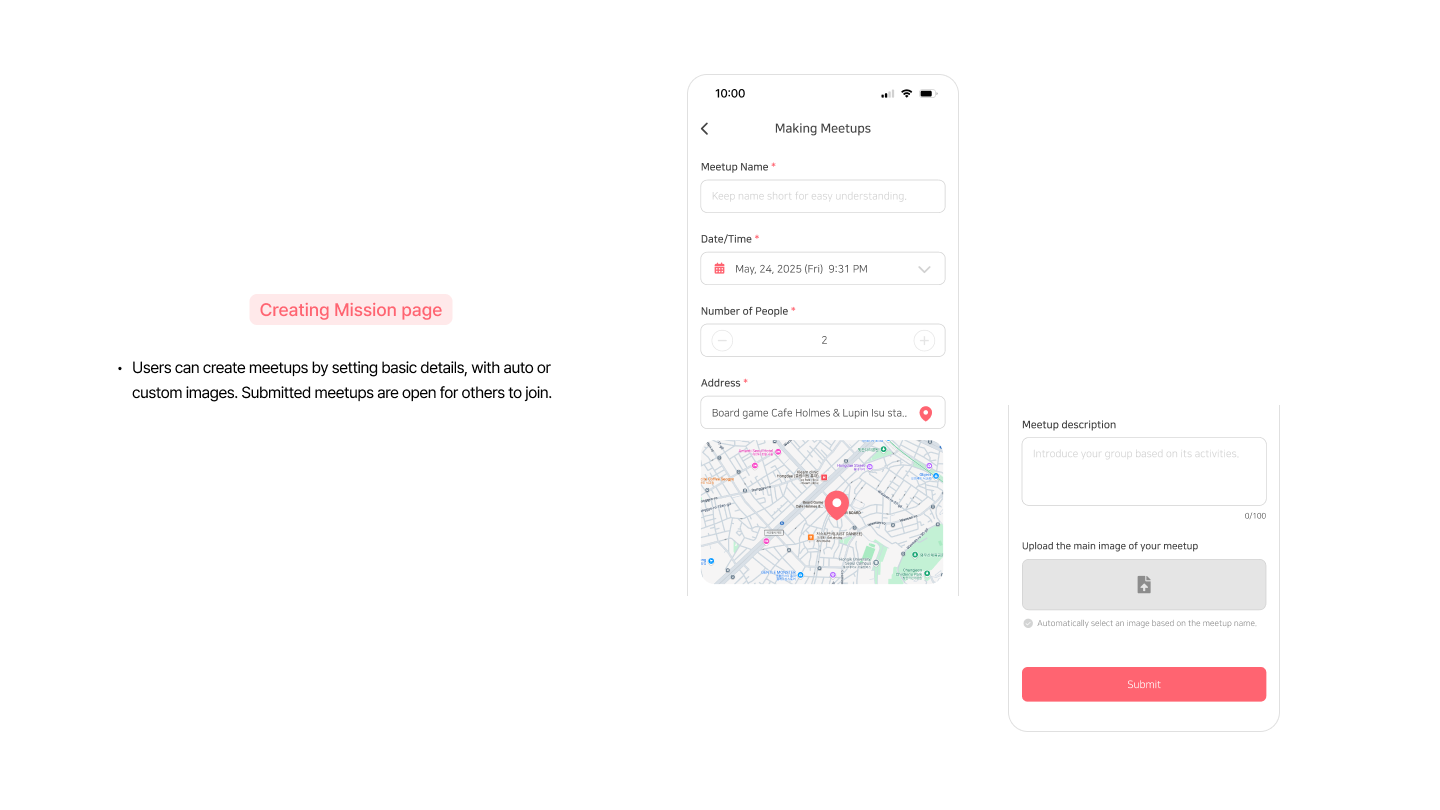 Creating Mission page
• Users can create meetups by setting basic details, with auto or
custom images. Submitted meetups are open for others to join.
10:00
Making Meetups
Meetup Name *
Keep name short for easy understanding.
Date/Time *
May, 24, 2025 (Fri) 9:31 PM
Number of People *
2
Address *
Board game Cafe Holmes & Lupin Isu sta..
Meetup description
Introduce your group based on its activities.
0/100
Upload the main image of your meetup
Automatically select an image based on the meetup name.
Submit